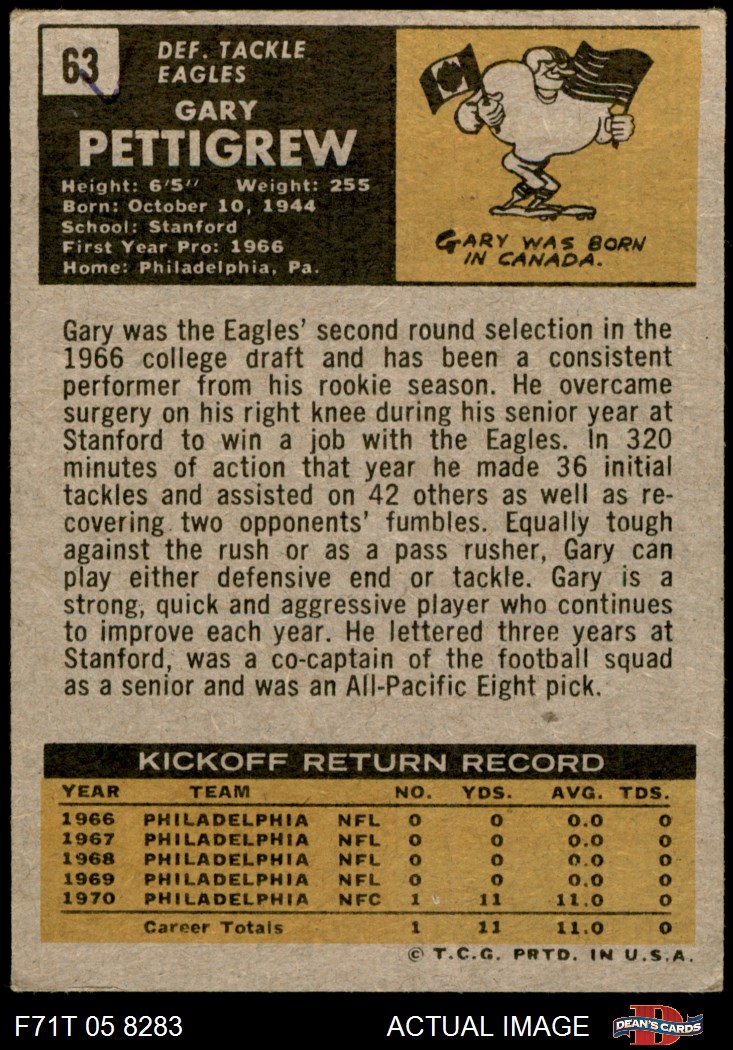 63
DEF. TACKLE
EAGLES
GARY
PETTIGREW
Height: 6'5" Weight: 255
Born: October 10, 1944
School: Stanford
First Year Pro: 1966
Home: Philadelphia, Pa.
GARY WAS BORN
IN CANADA.
Gary was the Eagles' second round selection in the
1966 college draft and has been a consistent
performer from his rookie season. He overcame
surgery on his right knee during his senior year at
Stanford to win a job with the Eagles. In 320
minutes of action that year he made 36 initial
tackles and assisted on 42 others as well as re-
covering two opponents' fumbles. Equally tough
against the rush or as a pass rusher, Gary can
play either defensive end or tackle. Gary is a
strong, quick and aggressive player who continues
to improve each year. He lettered three years at
Stanford, was a co-captain of the football squad
as a senior and was an All-Pacific Eight pick.
KICKOFF RETURN RECORD
YEAR TEAM NO. YDS. AVG. TDS.
1966 PHILADELPHIA NFL 0 0 0.0 0
1967 PHILADELPHIA NFL 0 0 0.0 0
1968 PHILADELPHIA NFL 0 0 0.0 0
1969 PHILADELPHIA NFL 0 0 0.0 0
1970 PHILADELPHIA NFC 1 11 11.0 0
Career Totals 1 11 11.0 0
© T.C.G. PRTD. IN U.S.A.
F71T 05 8283 ACTUAL IMAGE
D
DEAN'S CARDS